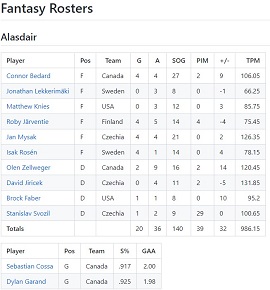 Fantasy Rosters
Alasdair
Player Pos Team G A SOG PIM +/- TPM
Connor Bedard F Canada 4 4 27 2 9 106.05
Jonathan Lekkerimäki F Sweden 0 3 8 0 -1 66.25
Matthew Knies F USA 0 3 12 0 3 85.75
Roby Järventie F Finland 4 5 14 4 -4 75.45
Jan Mysak F Czechia 4 4 21 0 2 126.35
Isak Rosén F Sweden 4 1 14 0 4 78.15
Olen Zellweger D Canada 2 9 16 2 14 120.45
David Jiricek D Czechia 0 4 11 2 -5 131.85
Brock Faber D USA 1 1 8 0 10 95.2
Stanislav Svozil D Czechia 1 2 9 29 0 100.65
Totals 20 36 140 39 32 986.15
Player Pos Team S% GAA
Sebastian Cossa G Canada .917 2.00
Dylan Garand G Canada .925 1.98